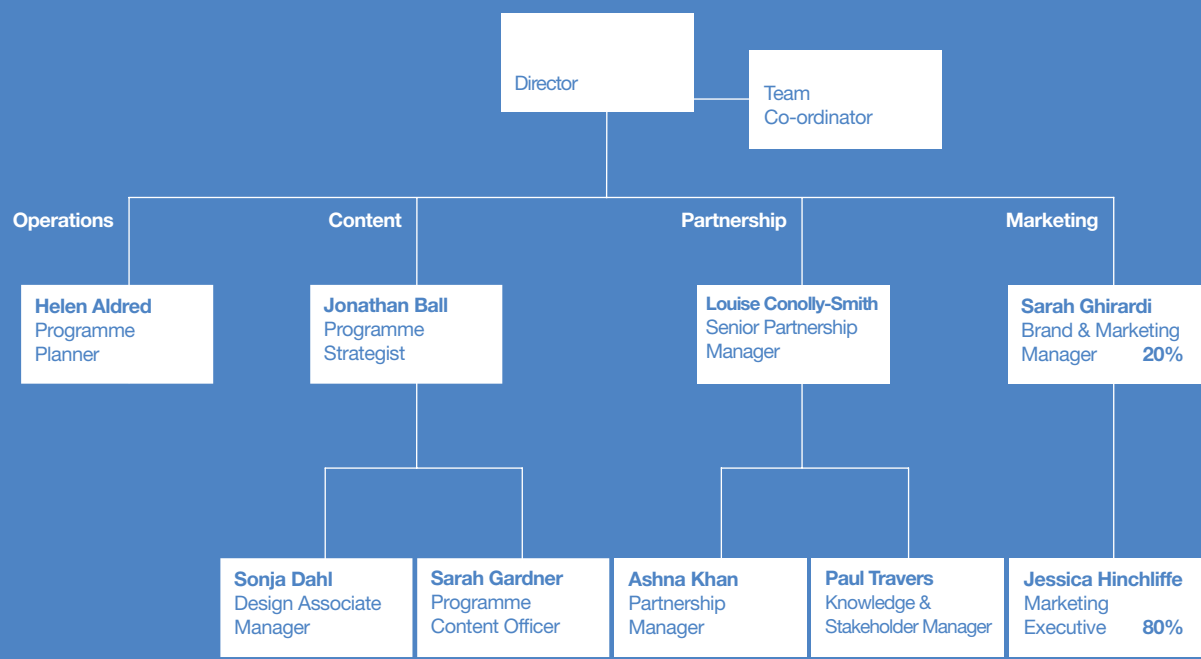 Director
Team
Co-ordinator
Operations
Content
Partnership
Marketing
Helen Aldred
Programme
Planner
Jonathan Ball
Programme
Strategist
Louise Conolly-Smith
Senior Partnership
Manager
Sarah Ghirardi
Brand & Marketing
Manager 20%
Sonja Dahl
Design Associate
Manager
Sarah Gardner
Programme
Content Officer
Ashna Khan
Partnership
Manager
Paul Travers
Knowledge &
Stakeholder Manager
Jessica Hinchliffe
Marketing
Executive 80%